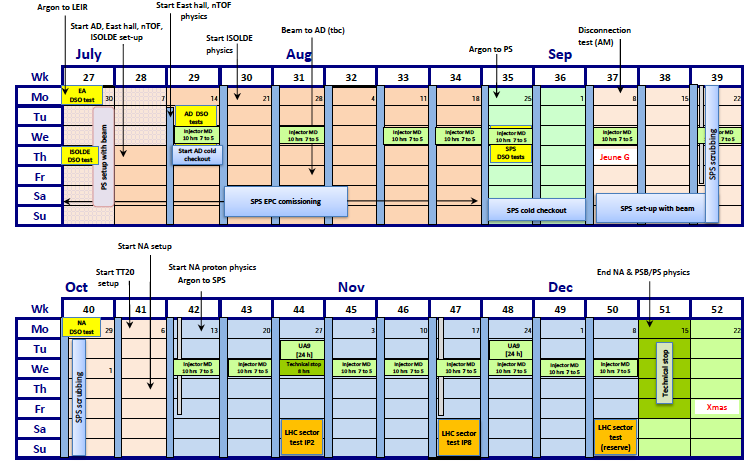 Argon to LEIR
Start AD, East hall, nTOF,
ISOLDE set-up
Start East hall, nTOF
physics
Start ISOLDE
physics
Beam to AD (tbc)
Argon to PS
Disconnection
test (AM)
July Aug Sep
Wk 27 28 29 30 31 32 33 34 35 36 37 38 39
Mo EA DSO test 30 7 14 21 28 4 11 18 25 1 8 15 22
Tu AD DSO tests
We Injector MD 10 hrs 7 to 5 Injector MD 10 hrs 7 to 5 Injector MD 10 hrs 7 to 5 Injector MD 10 hrs 7 to 5 Injector MD 10 hrs 7 to 5 Injector MD 10 hrs 7 to 5 Injector MD 10 hrs 7 to 5
Th ISOLDE DSO test Start AD cold checkout SPS DSO tests Jeune G
Fr
Sa
Su
PS setup with beam
SPS EPC comissioning
SPS cold checkout
SPS set-up with beam
SPS scrubbing
Start NA setup
Start TT20
setup
Start NA proton physics
Argon to SPS
End NA & PSB/PS physics
Oct Nov Dec
Wk 40 41 42 43 44 45 46 47 48 49 50 51 52
Mo NA DSO test 29 6 13 20 27 3 10 17 24 1 8 15 22
Tu UA9 [24 h] UA9 [24 h]
We 1 Injector MD 10 hrs 7 to 5 Injector MD 10 hrs 7 to 5 Technical stop 8 hrs Injector MD 10 hrs 7 to 5 Injector MD 10 hrs 7 to 5 Injector MD 10 hrs 7 to 5 Injector MD 10 hrs 7 to 5 Injector MD 10 hrs 7 to 5 Injector MD 10 hrs 7 to 5
Th
Fr Xmas
Sa
Su
SPS scrubbing
LHC sector
test IP2
LHC sector
test IP8
LHC sector
test
(reserve)
Technical stop